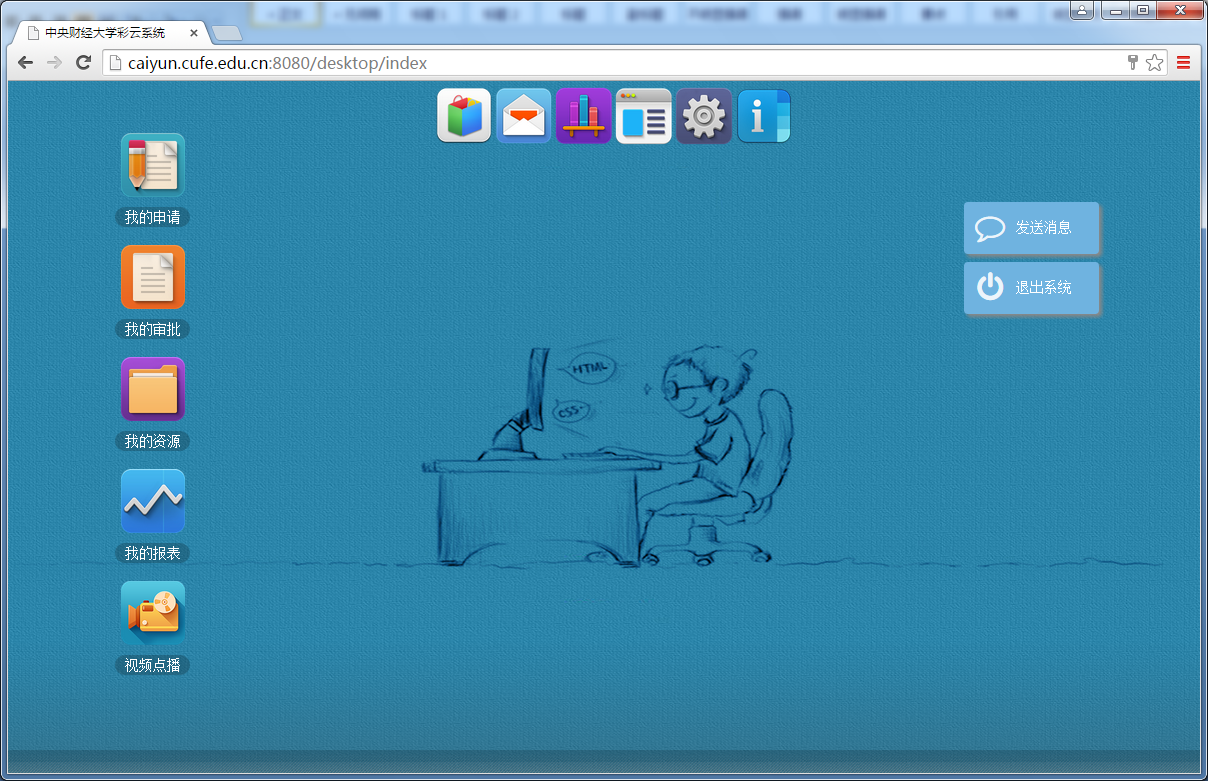 中央财经大学彩云系统
caiyun.cufe.edu.cn:8080/desktop/index
我的申请
我的审批
我的资源
我的报表
视频点播
发送消息
退出系统
HTML
CSS